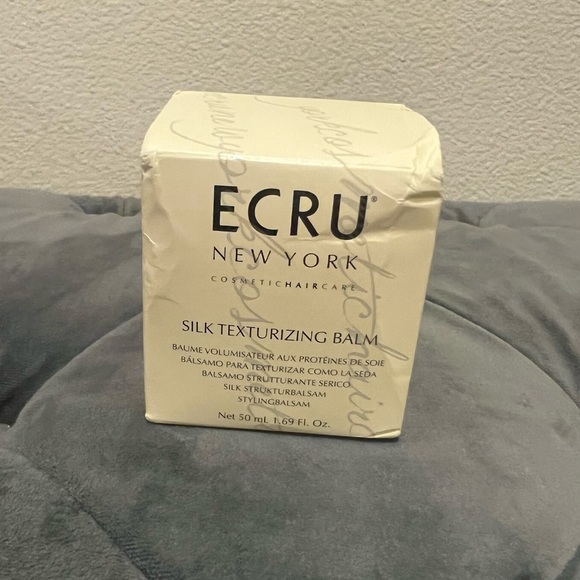 ECRU®
NEW YORK
COSMETICHAIRCARE
SILK TEXTURIZING BALM
BAUME VOLUMISATEUR AUX PROTÉINES DE SOIE
BÁLSAMO PARA TEXTURIZAR COMO LA SEDA
BALSAMO STRUTTURANTE SERICO
SILK STRUKTURBALSAM
STYLINGBALSAM
Net 50 mL 1.69 Fl. Oz.